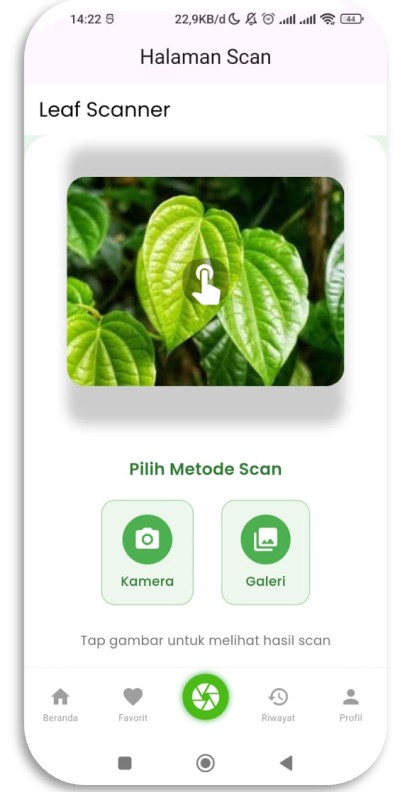 14:22
22,9KB/d
44
Halaman Scan
Leaf Scanner
Pilih Metode Scan
Kamera
Galeri
Tap gambar untuk melihat hasil scan
Beranda
Favorit
Riwayat
Profil